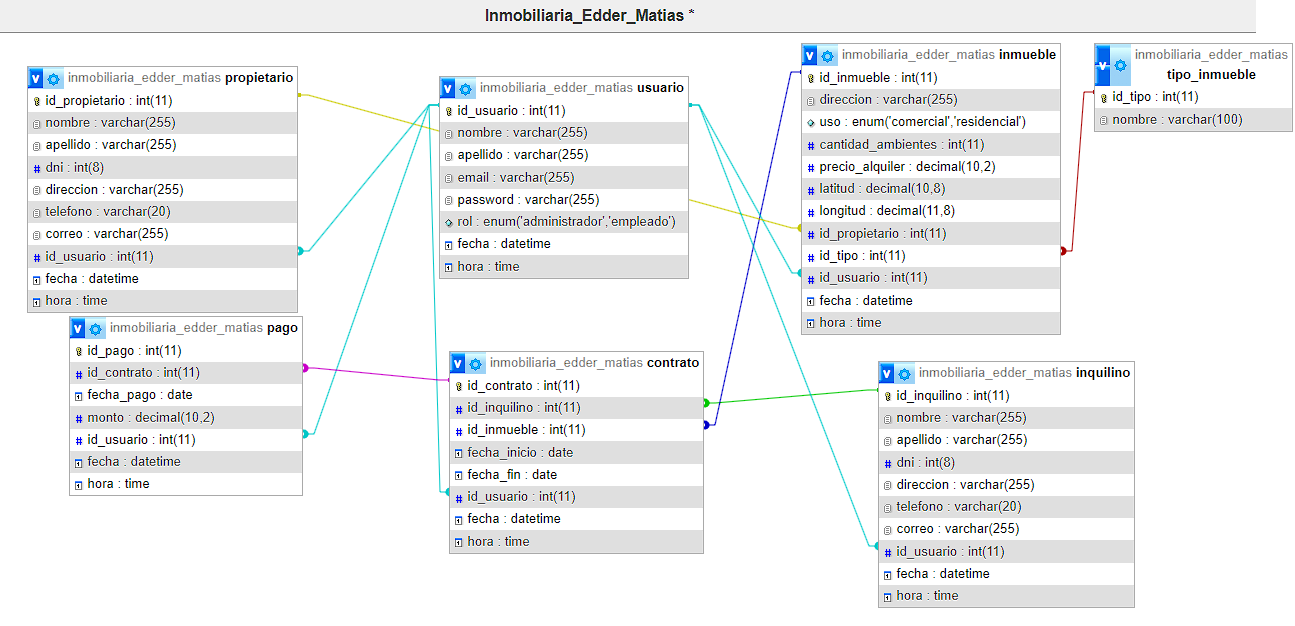 Inmobiliaria_Edder_Matias *
inmobiliaria_edder_matias propietario
id_propietario : int(11)
nombre : varchar(255)
apellido : varchar(255)
dni : int(8)
direccion : varchar(255)
telefono : varchar(20)
correo : varchar(255)
id_usuario : int(11)
fecha : datetime
hora : time
inmobiliaria_edder_matias pago
id_pago : int(11)
id_contrato : int(11)
fecha_pago : date
monto : decimal(10,2)
id_usuario : int(11)
fecha : datetime
hora : time
inmobiliaria_edder_matias usuario
id_usuario : int(11)
nombre : varchar(255)
apellido : varchar(255)
email : varchar(255)
password : varchar(255)
rol : enum('administrador','empleado')
fecha : datetime
hora : time
inmobiliaria_edder_matias contrato
id_contrato : int(11)
id_inquilino : int(11)
id_inmueble : int(11)
fecha_inicio : date
fecha_fin : date
id_usuario : int(11)
fecha : datetime
hora : time
inmobiliaria_edder_matias inmueble
id_inmueble : int(11)
direccion : varchar(255)
uso : enum('comercial','residencial')
cantidad_ambientes : int(11)
precio_alquiler : decimal(10,2)
latitud : decimal(10,8)
longitud : decimal(11,8)
id_propietario : int(11)
id_tipo : int(11)
id_usuario : int(11)
fecha : datetime
hora : time
inmobiliaria_edder_matias
tipo_inmueble
id_tipo : int(11)
nombre : varchar(100)
inmobiliaria_edder_matias inquilino
id_inquilino : int(11)
nombre : varchar(255)
apellido : varchar(255)
dni : int(8)
direccion : varchar(255)
telefono : varchar(20)
correo : varchar(255)
id_usuario : int(11)
fecha : datetime
hora : time